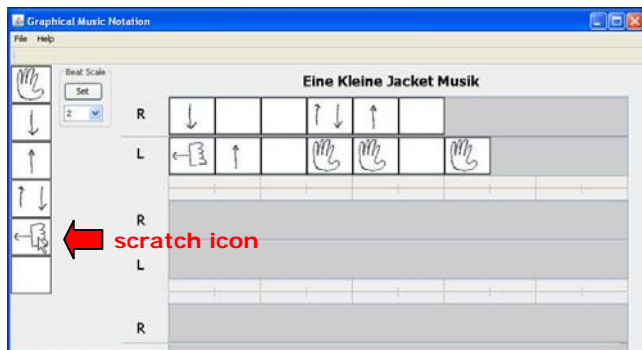 Graphical Music Notation
File Help
Beat Scale
Set
2
Eine Kleine Jacket Musik
R
L
R
scratch icon
L
R